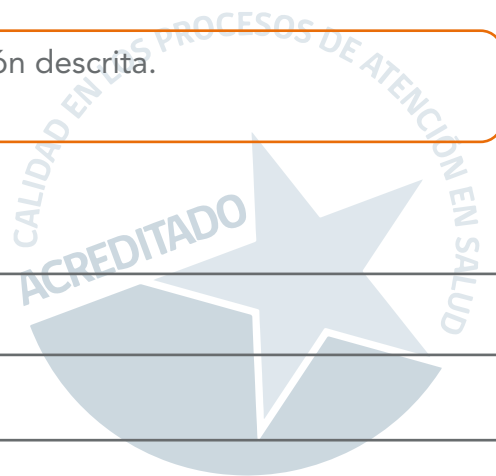 ón descrita.
CALIDAD EN LOS PROCESOS DE ATENCIÓN EN SALUD
ACREDITADO